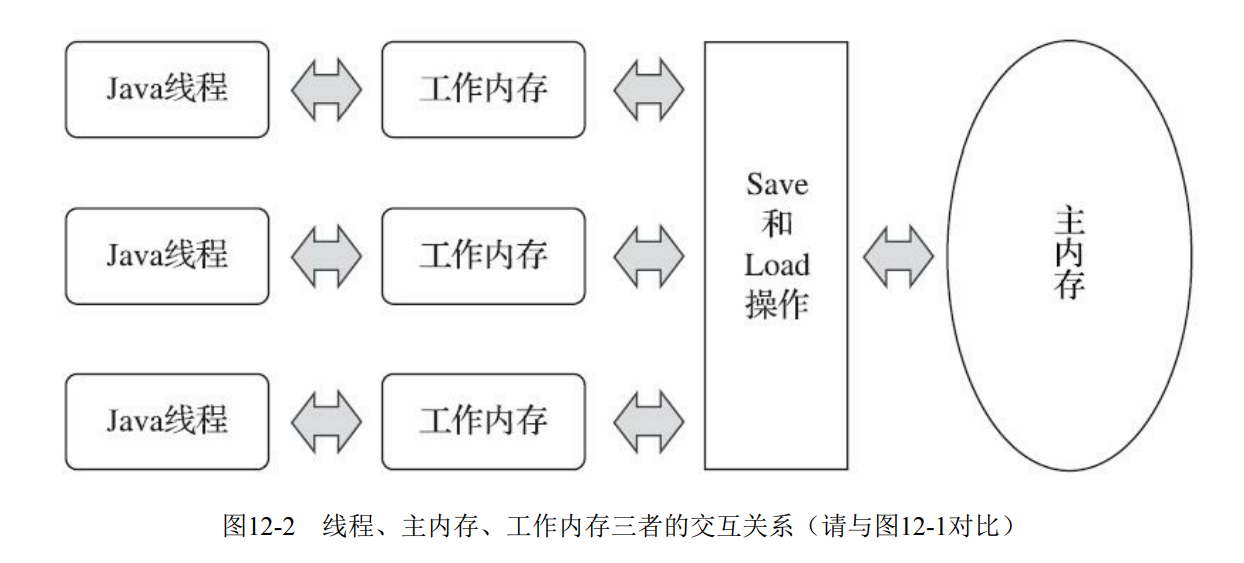 Java线程
工作内存
Java线程
工作内存
Java线程
工作内存
Save
和
Load
操作
主
内
存
图12-2 线程、主内存、工作内存三者的交互关系（请与图12-1对比）